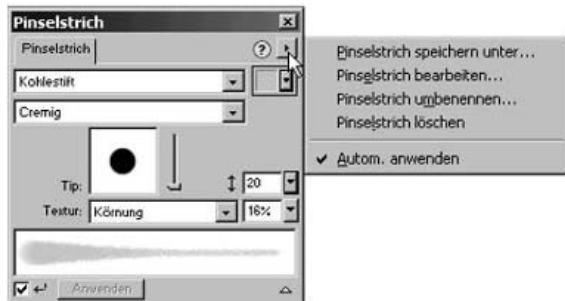 Pinselstrich
Pinselstrich
?
Kohlestift
Cremig
Tip:
20
Textur: Körnung 16%
Anwenden
Pinselstrich speichern unter...
Pinselstrich bearbeiten...
Pinselstrich umbenennen...
Pinselstrich löschen
Autom. anwenden